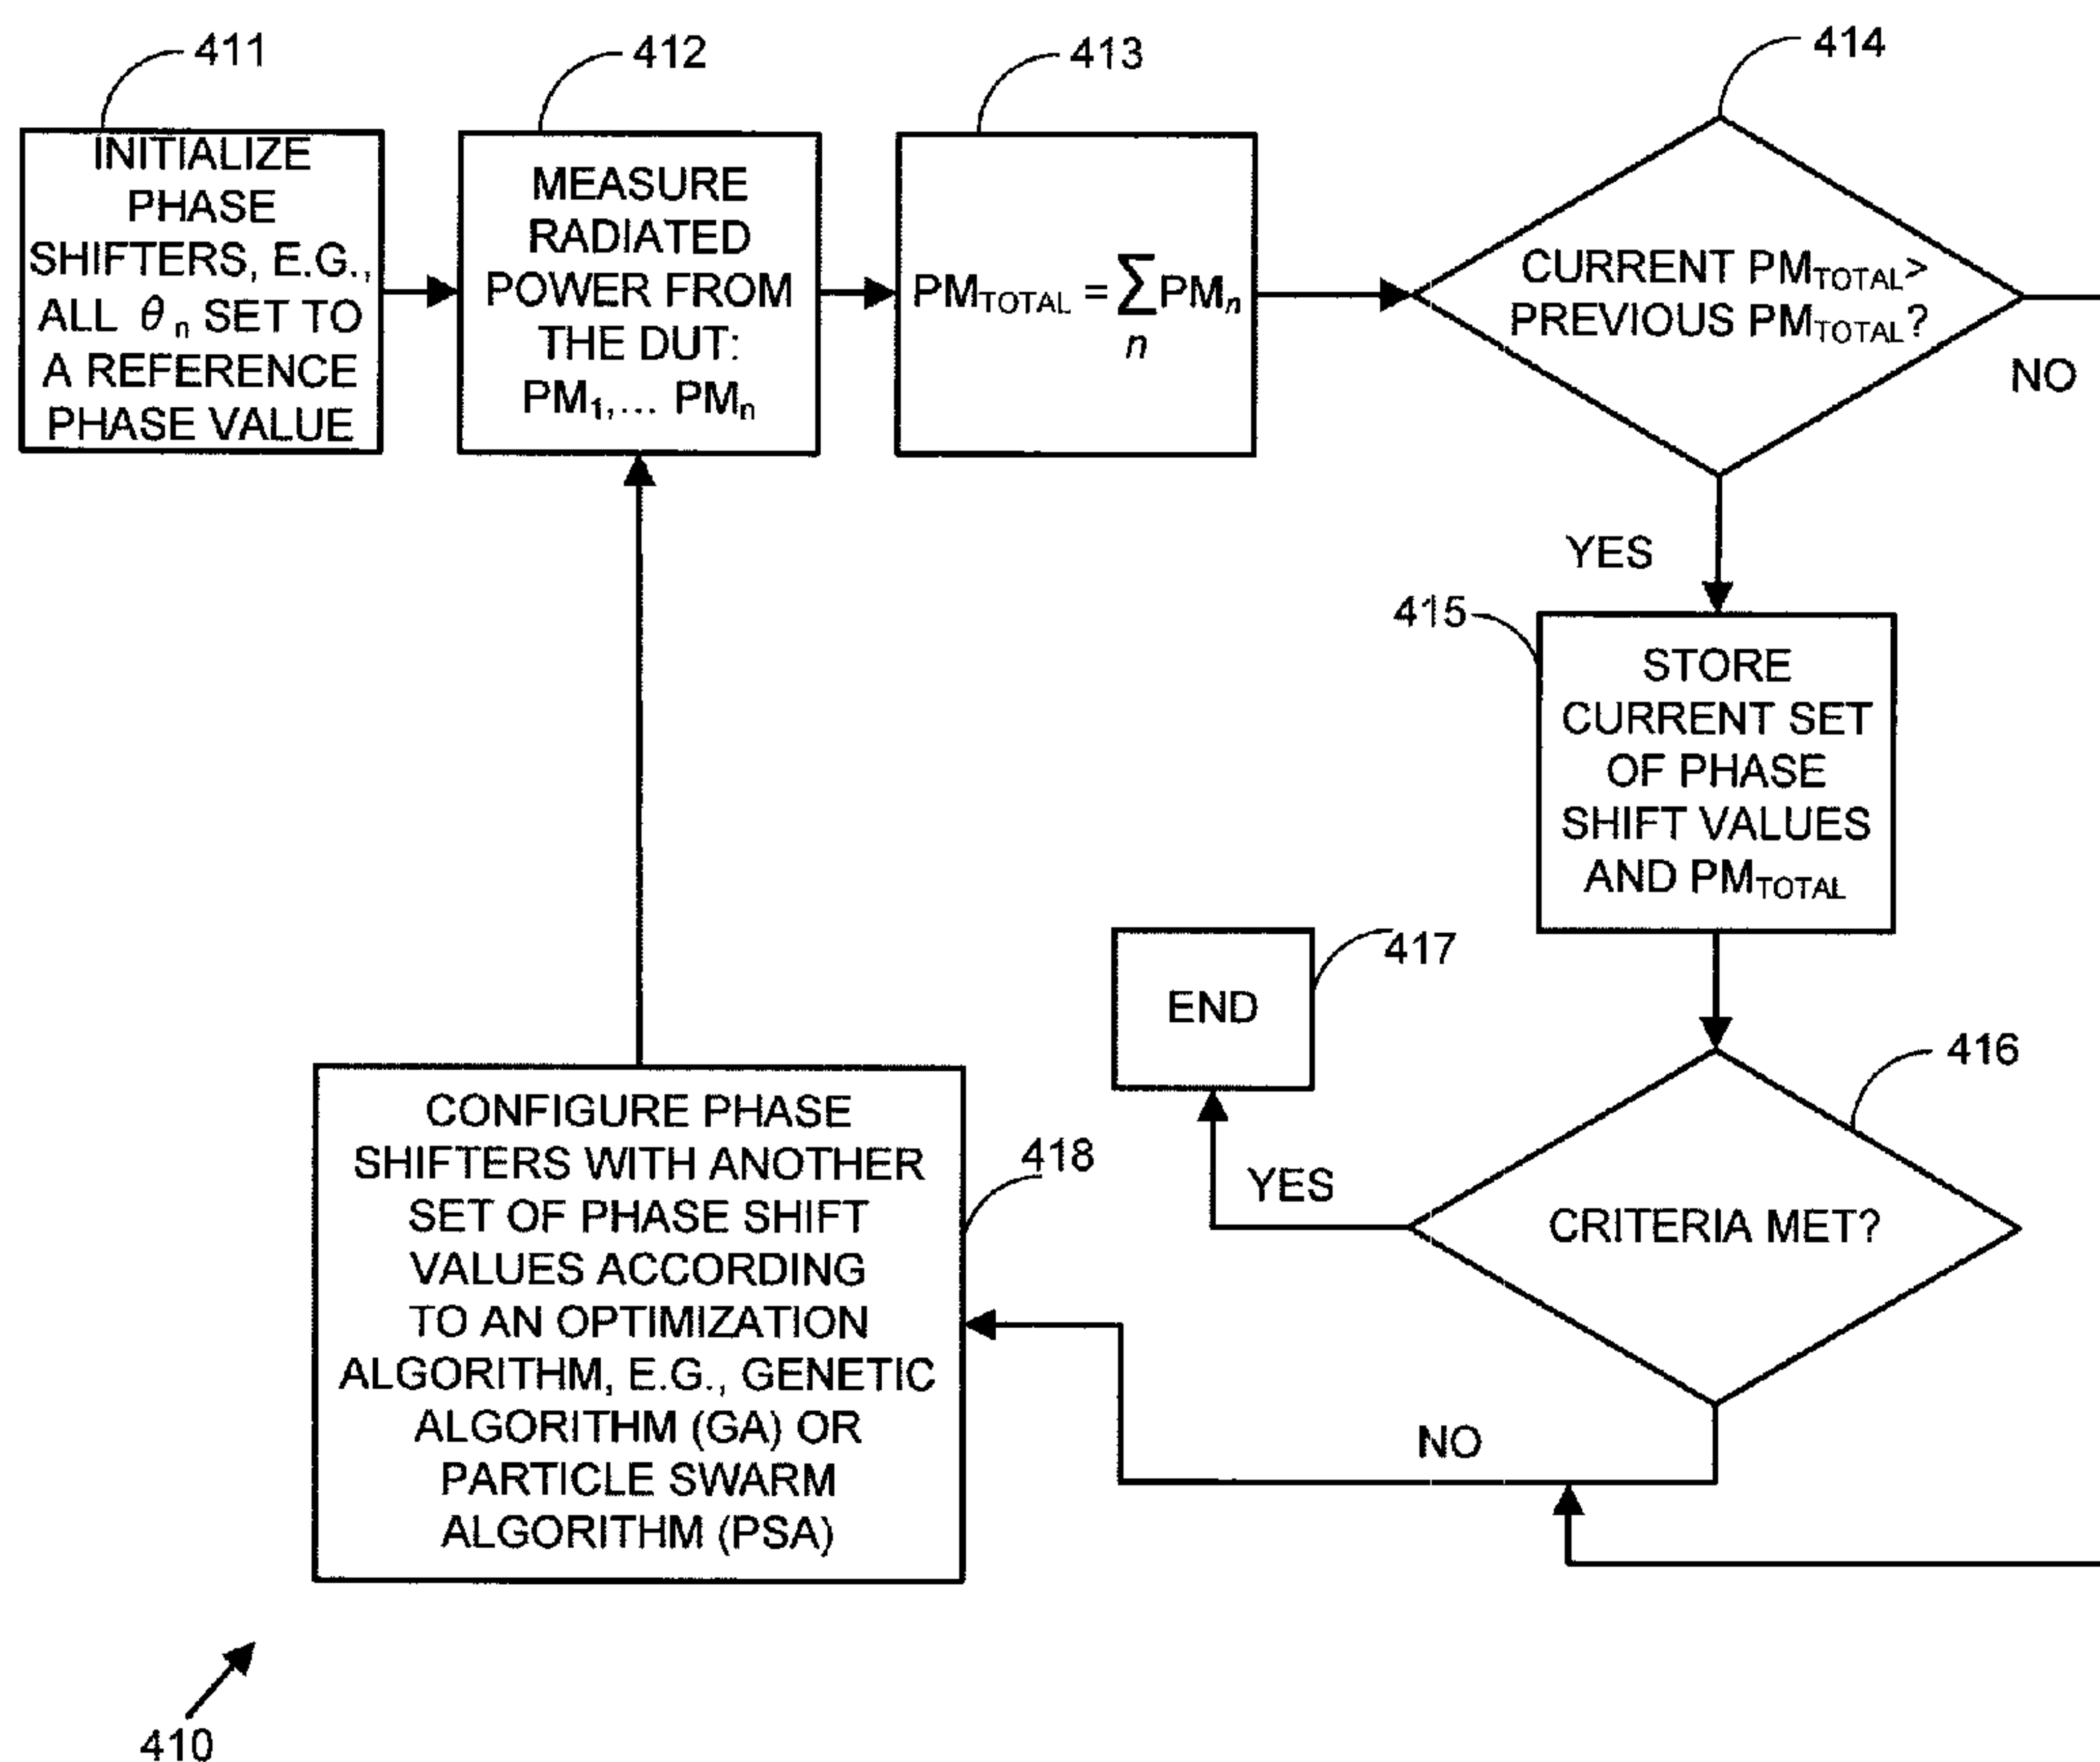 411
INITIALIZE
PHASE
SHIFTERS, E.G.,
ALL θn SET TO
A REFERENCE
PHASE VALUE
412
MEASURE
RADIATED
POWER FROM
THE DUT:
PM1,... PMn
413
PMTOTAL = ∑ PMn
n
414
CURRENT PMTOTAL>
PREVIOUS PMTOTAL?
NO
YES
415
STORE
CURRENT SET
OF PHASE
SHIFT VALUES
AND PMTOTAL
416
CRITERIA MET?
YES
417
END
NO
418
CONFIGURE PHASE
SHIFTERS WITH ANOTHER
SET OF PHASE SHIFT
VALUES ACCORDING
TO AN OPTIMIZATION
ALGORITHM, E.G., GENETIC
ALGORITHM (GA) OR
PARTICLE SWARM
ALGORITHM (PSA)
410